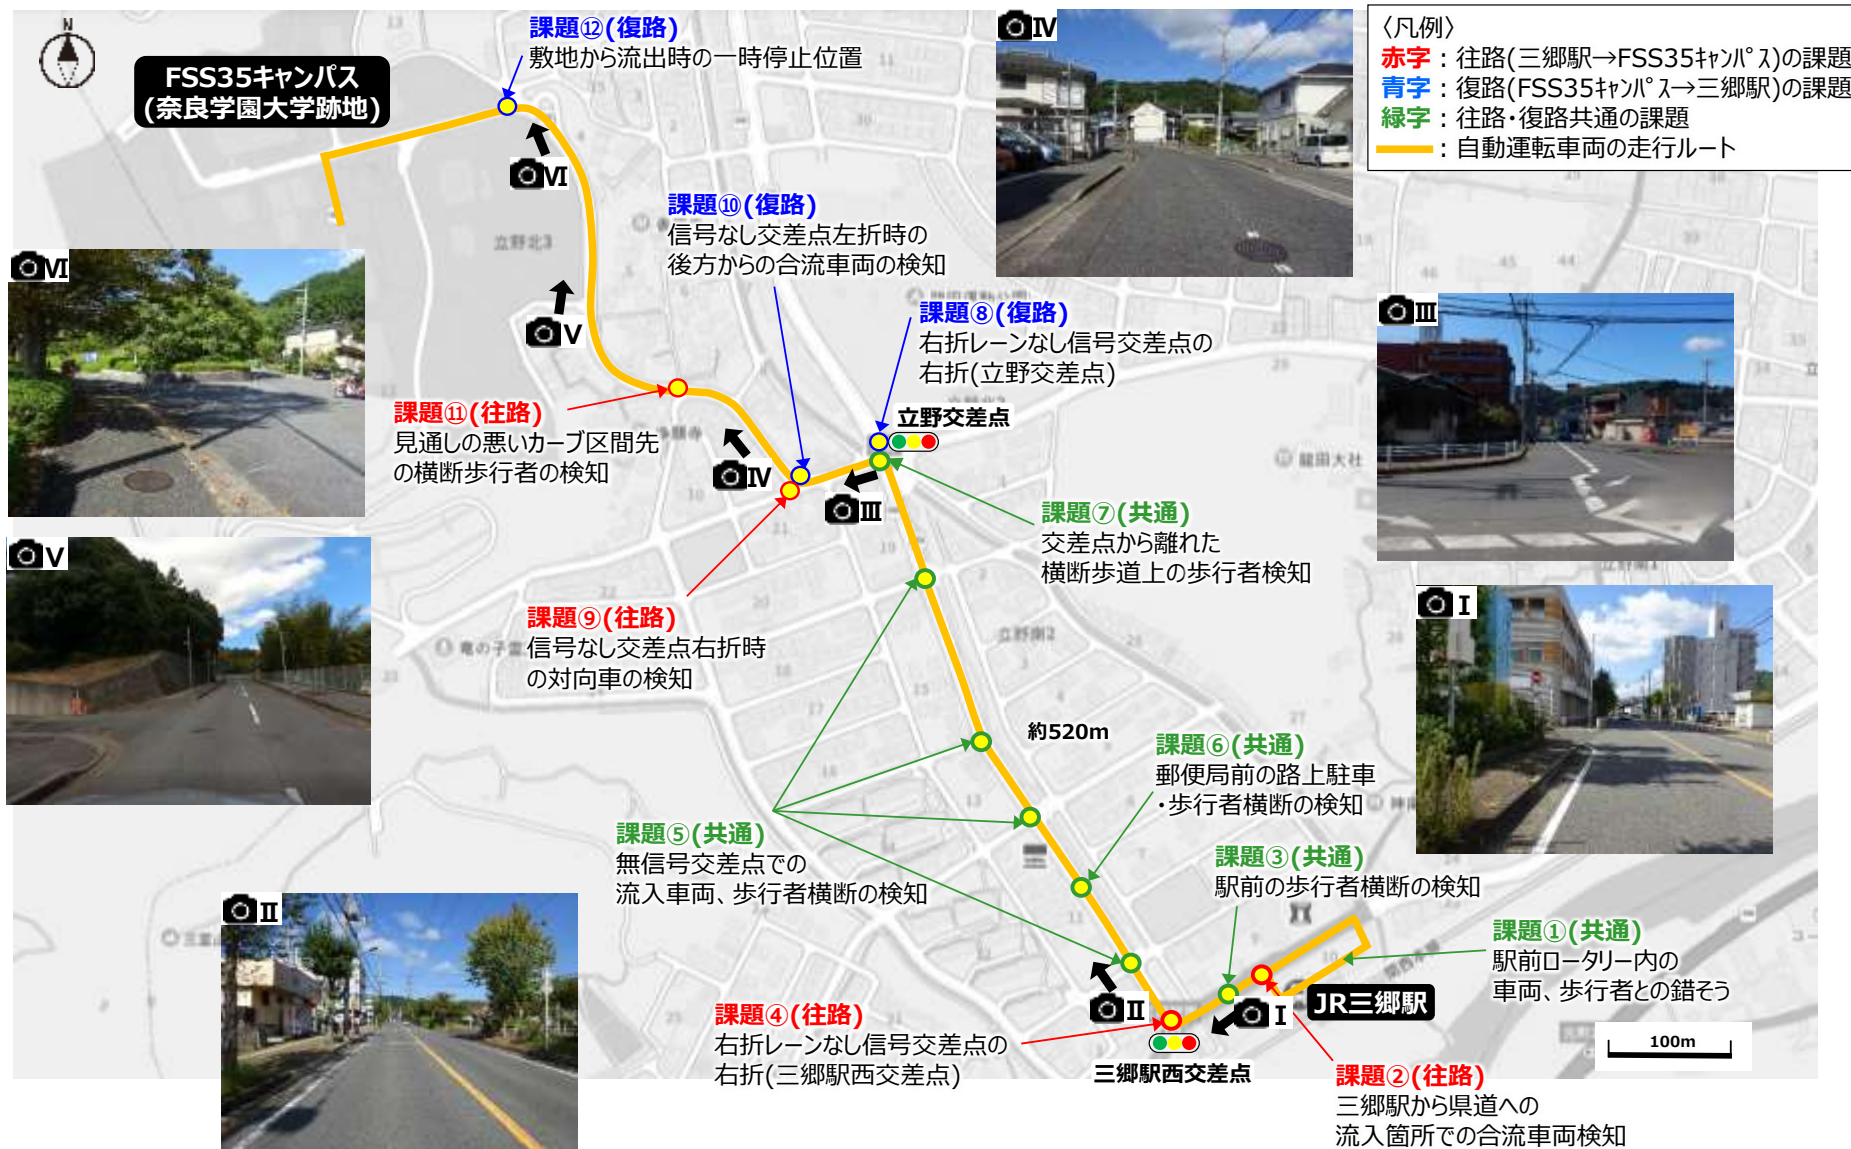 N
課題⑫(復路)
敷地から流出時の一時停止位置
FSS35キャンパス
(奈良学園大学跡地)
Ⅳ
〈凡例〉
赤字：往路(三郷駅→FSS35ｷｬﾝﾊﾟｽ)の課題
青字：復路(FSS35ｷｬﾝﾊﾟｽ→三郷駅)の課題
緑字：往路・復路共通の課題
：自動運転車両の走行ルート
Ⅵ
課題⑩(復路)
信号なし交差点左折時の
後方からの合流車両の検知
立野北3
Ⅵ
Ⅴ
課題⑧(復路)
右折レーンなし信号交差点の
右折(立野交差点)
Ⅲ
課題⑪(往路)
見通しの悪いカーブ区間先
の横断歩行者の検知
立野交差点
龍田大社
Ⅳ
Ⅲ
課題⑦(共通)
交差点から離れた
横断歩道上の歩行者検知
Ⅴ
立野南1
Ⅰ
課題⑨(往路)
信号なし交差点右折時
の対向車の検知
立野南2
約520m
課題⑥(共通)
郵便局前の路上駐車
・歩行者横断の検知
課題⑤(共通)
無信号交差点での
流入車両、歩行者横断の検知
課題③(共通)
駅前の歩行者横断の検知
Ⅱ
課題①(共通)
駅前ロータリー内の
車両、歩行者との錯そう
関西本線
Ⅱ
Ⅰ
JR三郷駅
課題④(往路)
右折レーンなし信号交差点の
右折(三郷駅西交差点)
三郷駅西交差点
100m
課題②(往路)
三郷駅から県道への
流入箇所での合流車両検知